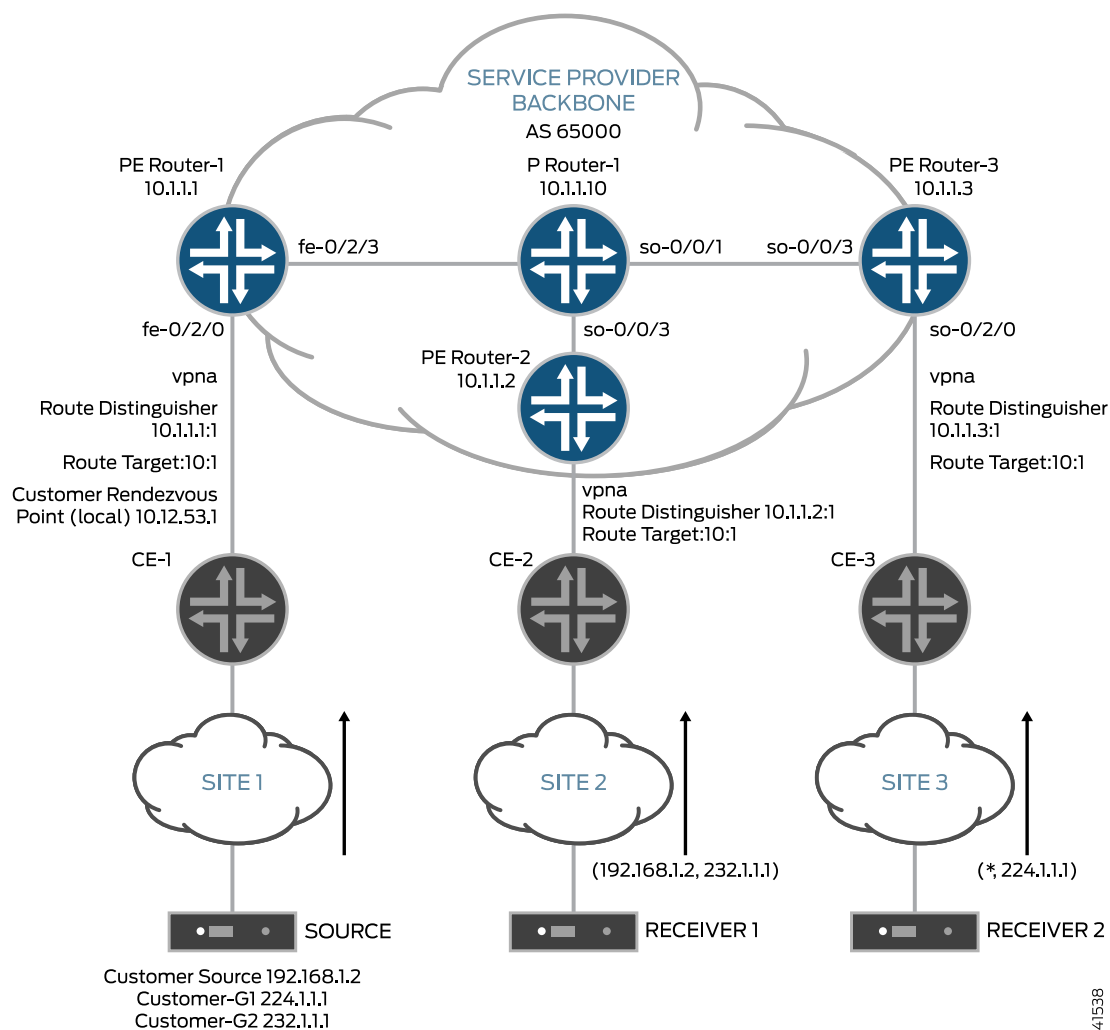 SERVICE PROVIDER
BACKBONE
AS 65000
PE Router-1
10.1.1.1
P Router-1
10.1.1.10
PE Router-3
10.1.1.3
fe-0/2/3
so-0/0/1
so-0/0/3
fe-0/2/0
so-0/0/3
so-0/2/0
PE Router-2
10.1.1.2
vpna
Route Distinguisher
10.1.1.1:1
Route Target:10:1
Customer Rendezvous
Point (local) 10.12.53.1
vpna
Route Distinguisher 10.1.1.2:1
Route Target:10:1
vpna
Route Distinguisher
10.1.1.3:1
Route Target:10:1
CE-1
CE-2
CE-3
SITE 1
SITE 2
SITE 3
(192.168.1.2, 232.1.1.1)
(*, 224.1.1.1)
SOURCE
RECEIVER 1
RECEIVER 2
Customer Source 192.168.1.2
Customer-G1 224.1.1.1
Customer-G2 232.1.1.1
41538